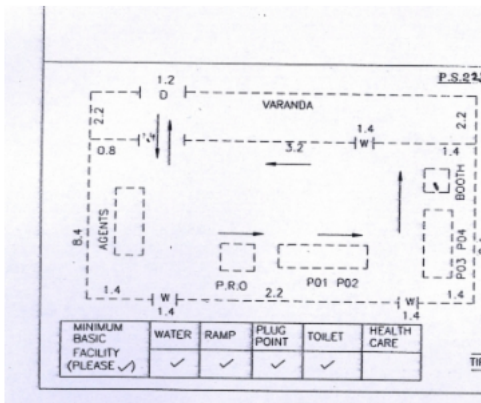 P.S.2
1.2
D
VARANDA
2.2
2.2
1.4
0.8
3.2
W
1.4
BOOTH
AGENTS
8.4
P.R.O
P01 P02
P03 P04
1.4
W
1.4
2.2
W
1.4
1.4
MINIMUM BASIC FACILITY (PLEASE ✓)
WATER
RAMP
PLUG POINT
TOILET
HEALTH CARE
✓ ✓ ✓ ✓